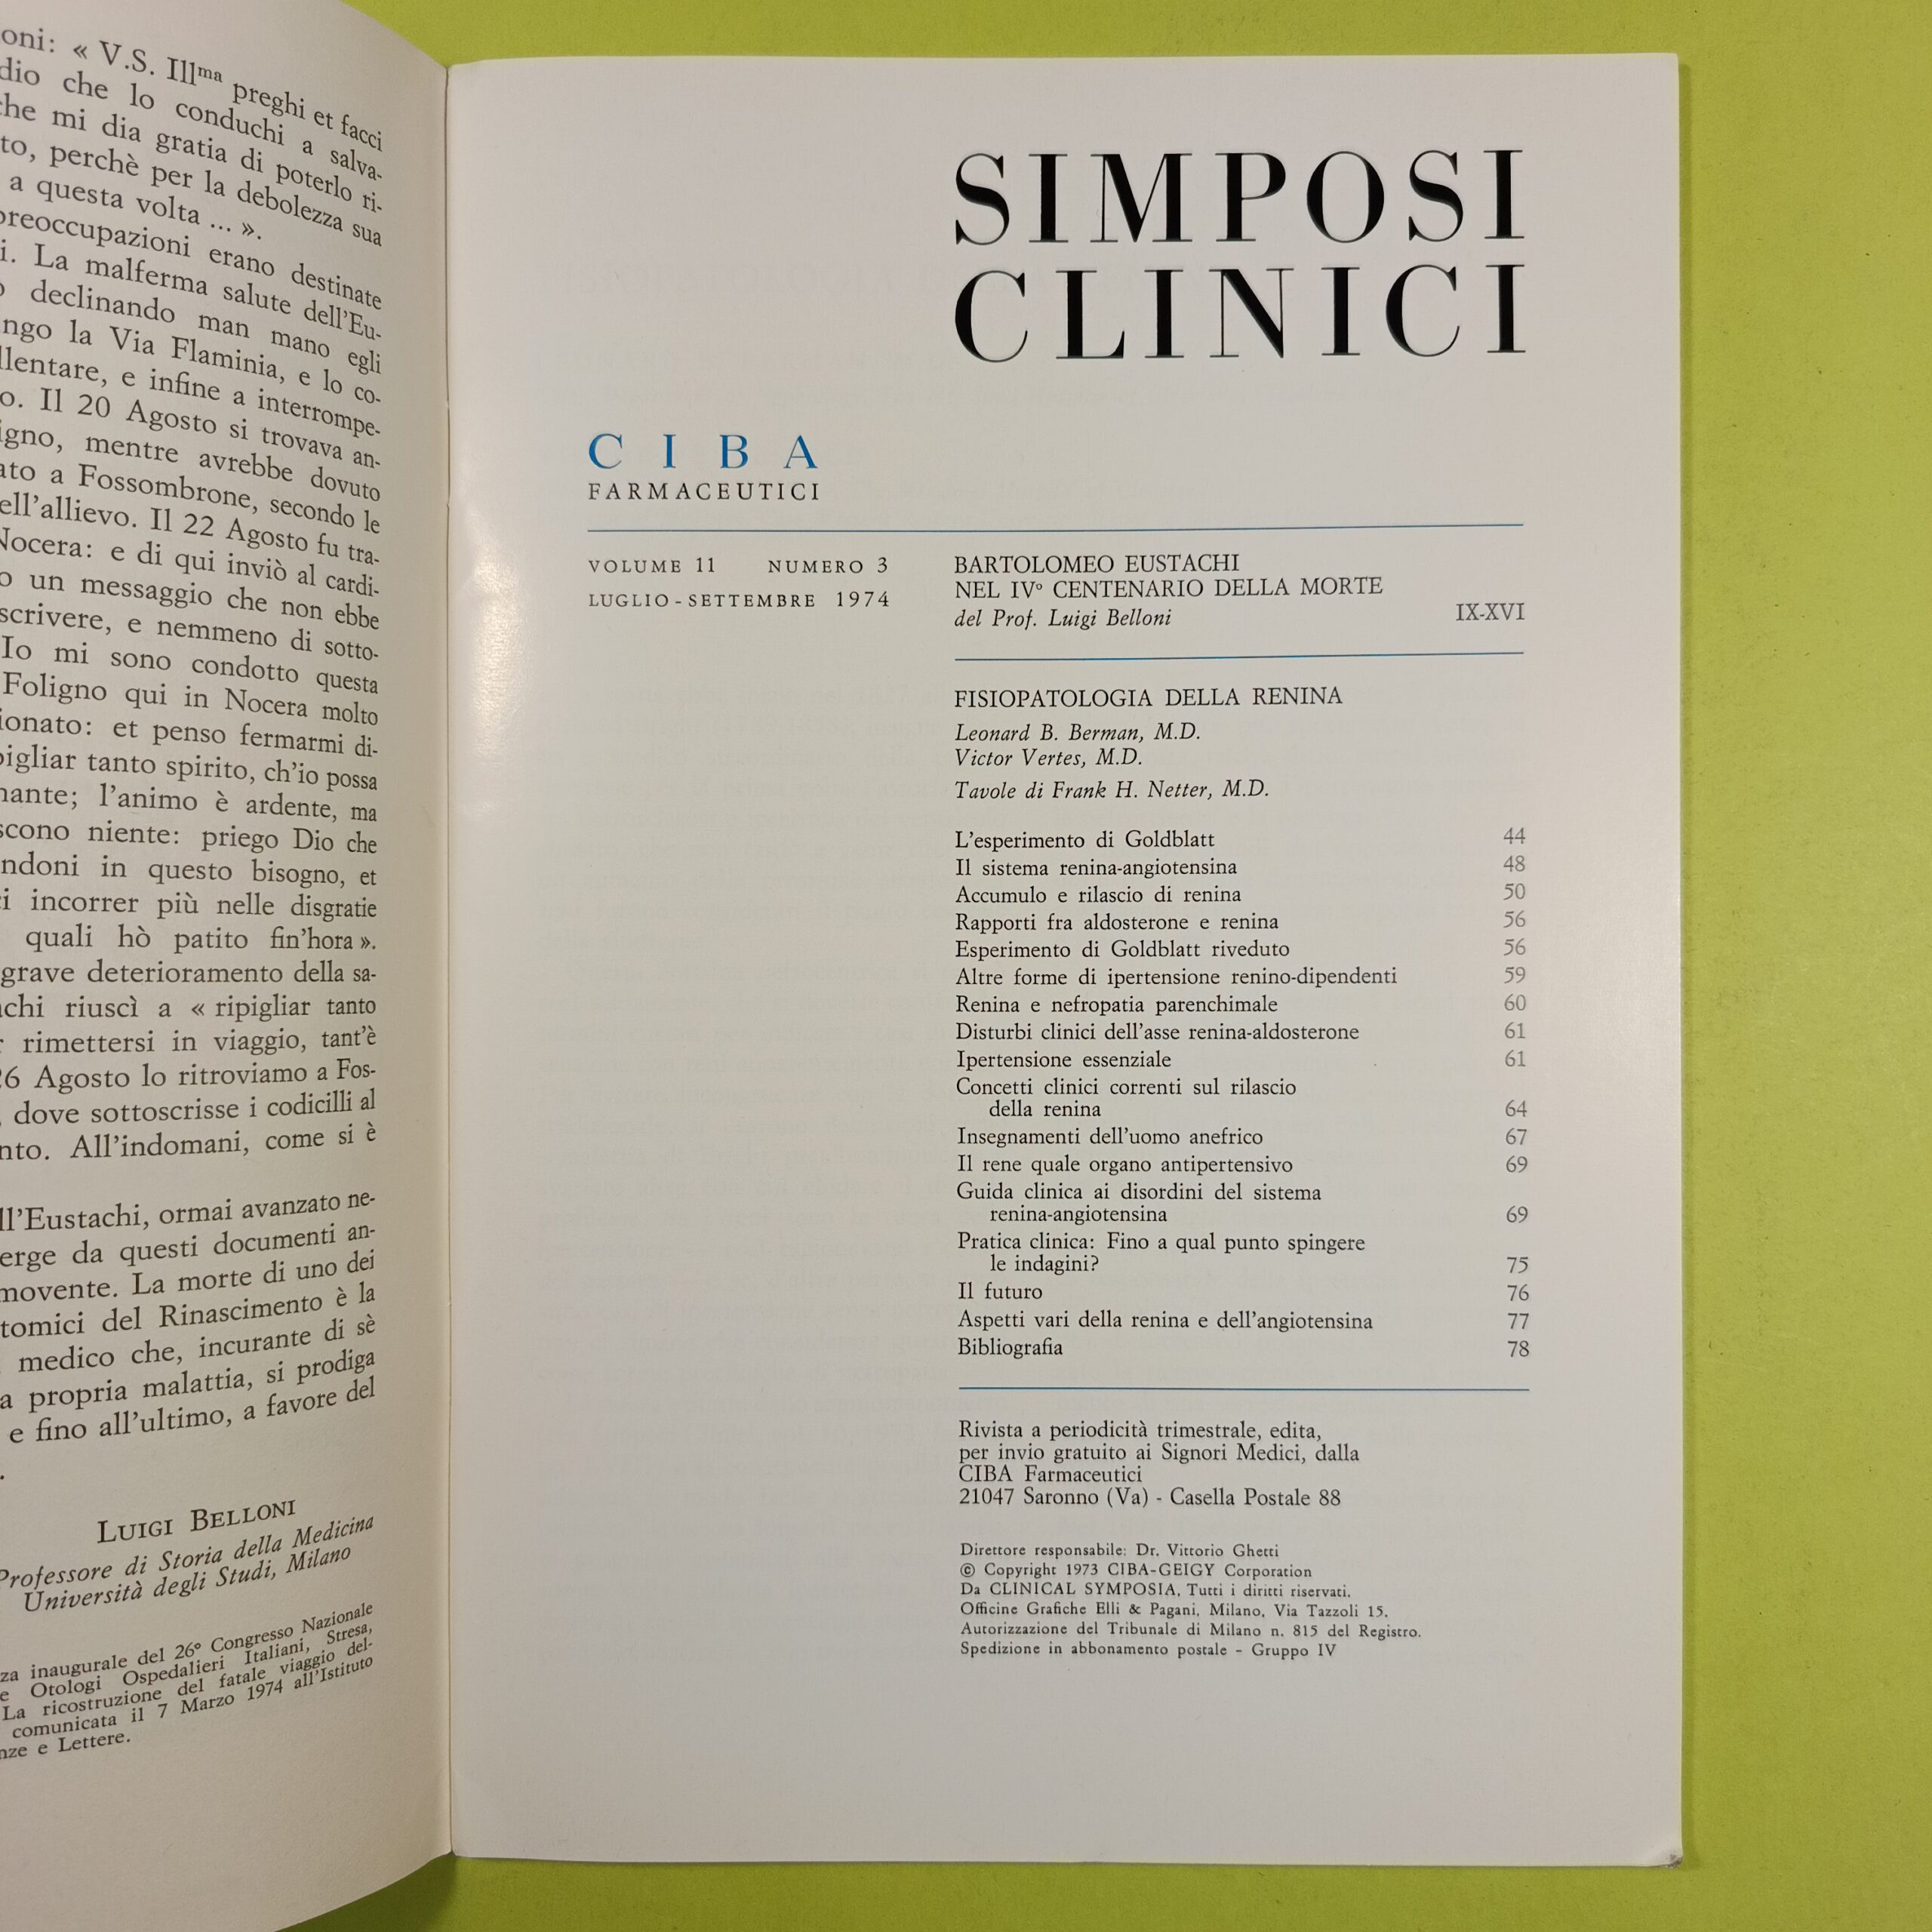 oni: « V.S. Illma preghi et facci
dio che lo conduchi a salva-
che mi dia gratia di poterlo ri-
to, perchè per la debolezza sua
a questa volta ... ».
preoccupazioni erano destinate
i. La malferma salute dell'Eu-
declinando man mano egli
ngo la Via Flaminia, e lo co-
llentare, e infine a interrompe-
o. Il 20 Agosto si trovava an-
igno, mentre avrebbe dovuto
ato a Fossombrone, secondo le
ell'allievo. Il 22 Agosto fu tra-
Nocera: e di qui inviò al cardi-
o un messaggio che non ebbe
scrivere, e nemmeno di sotto-
Io mi sono condotto questa
Foligno qui in Nocera molto
ionato: et penso fermarmi di-
pigliar tanto spirito, ch'io possa
nante; l'animo è ardente, ma
scono niente: priego Dio che
ndoni in questo bisogno, et
i incorrer più nelle disgratie
quali hò patito fin'hora ».
grave deterioramento della sa-
achi riuscì a « ripigliar tanto
r rimettersi in viaggio, tant'è
26 Agosto lo ritroviamo a Fos-
, dove sottoscrisse i codicilli al
nto. All'indomani, come si è
ll'Eustachi, ormai avanzato ne-
erge da questi documenti an-
movente. La morte di uno dei
tomici del Rinascimento è la
medico che, incurante di sè
a propria malattia, si prodiga
e fino all'ultimo, a favore del
.
LUIGI BELLONI
Professore di Storia della Medicina
Università degli Studi, Milano
za inaugurale del 26° Congresso Nazionale
e Otologi Ospedalieri Italiani, Stresa,
La ricostruzione del fatale viaggio del-
comunicata il 7 Marzo 1974 all'Istituto
nze e Lettere.
SIMPOSI
CLINICI
CIBA
FARMACEUTICI
VOLUME 11 NUMERO 3
LUGLIO - SETTEMBRE 1974
BARTOLOMEO EUSTACHI
NEL IVº CENTENARIO DELLA MORTE
del Prof. Luigi Belloni IX-XVI
FISIOPATOLOGIA DELLA RENINA
Leonard B. Berman, M.D.
Victor Vertes, M.D.
Tavole di Frank H. Netter, M.D.
L'esperimento di Goldblatt 44
Il sistema renina-angiotensina 48
Accumulo e rilascio di renina 50
Rapporti fra aldosterone e renina 56
Esperimento di Goldblatt riveduto 56
Altre forme di ipertensione renino-dipendenti 59
Renina e nefropatia parenchimale 60
Disturbi clinici dell'asse renina-aldosterone 61
Ipertensione essenziale 61
Concetti clinici correnti sul rilascio
della renina 64
Insegnamenti dell'uomo anefrico 67
Il rene quale organo antipertensivo 69
Guida clinica ai disordini del sistema
renina-angiotensina 69
Pratica clinica: Fino a qual punto spingere
le indagini? 75
Il futuro 76
Aspetti vari della renina e dell'angiotensina 77
Bibliografia 78
Rivista a periodicità trimestrale, edita,
per invio gratuito ai Signori Medici, dalla
CIBA Farmaceutici
21047 Saronno (Va) - Casella Postale 88
Direttore responsabile: Dr. Vittorio Ghetti
© Copyright 1973 CIBA-GEIGY Corporation
Da CLINICAL SYMPOSIA, Tutti i diritti riservati.
Officine Grafiche Elli & Pagani, Milano, Via Tazzoli 15.
Autorizzazione del Tribunale di Milano n. 815 del Registro.
Spedizione in abbonamento postale - Gruppo IV